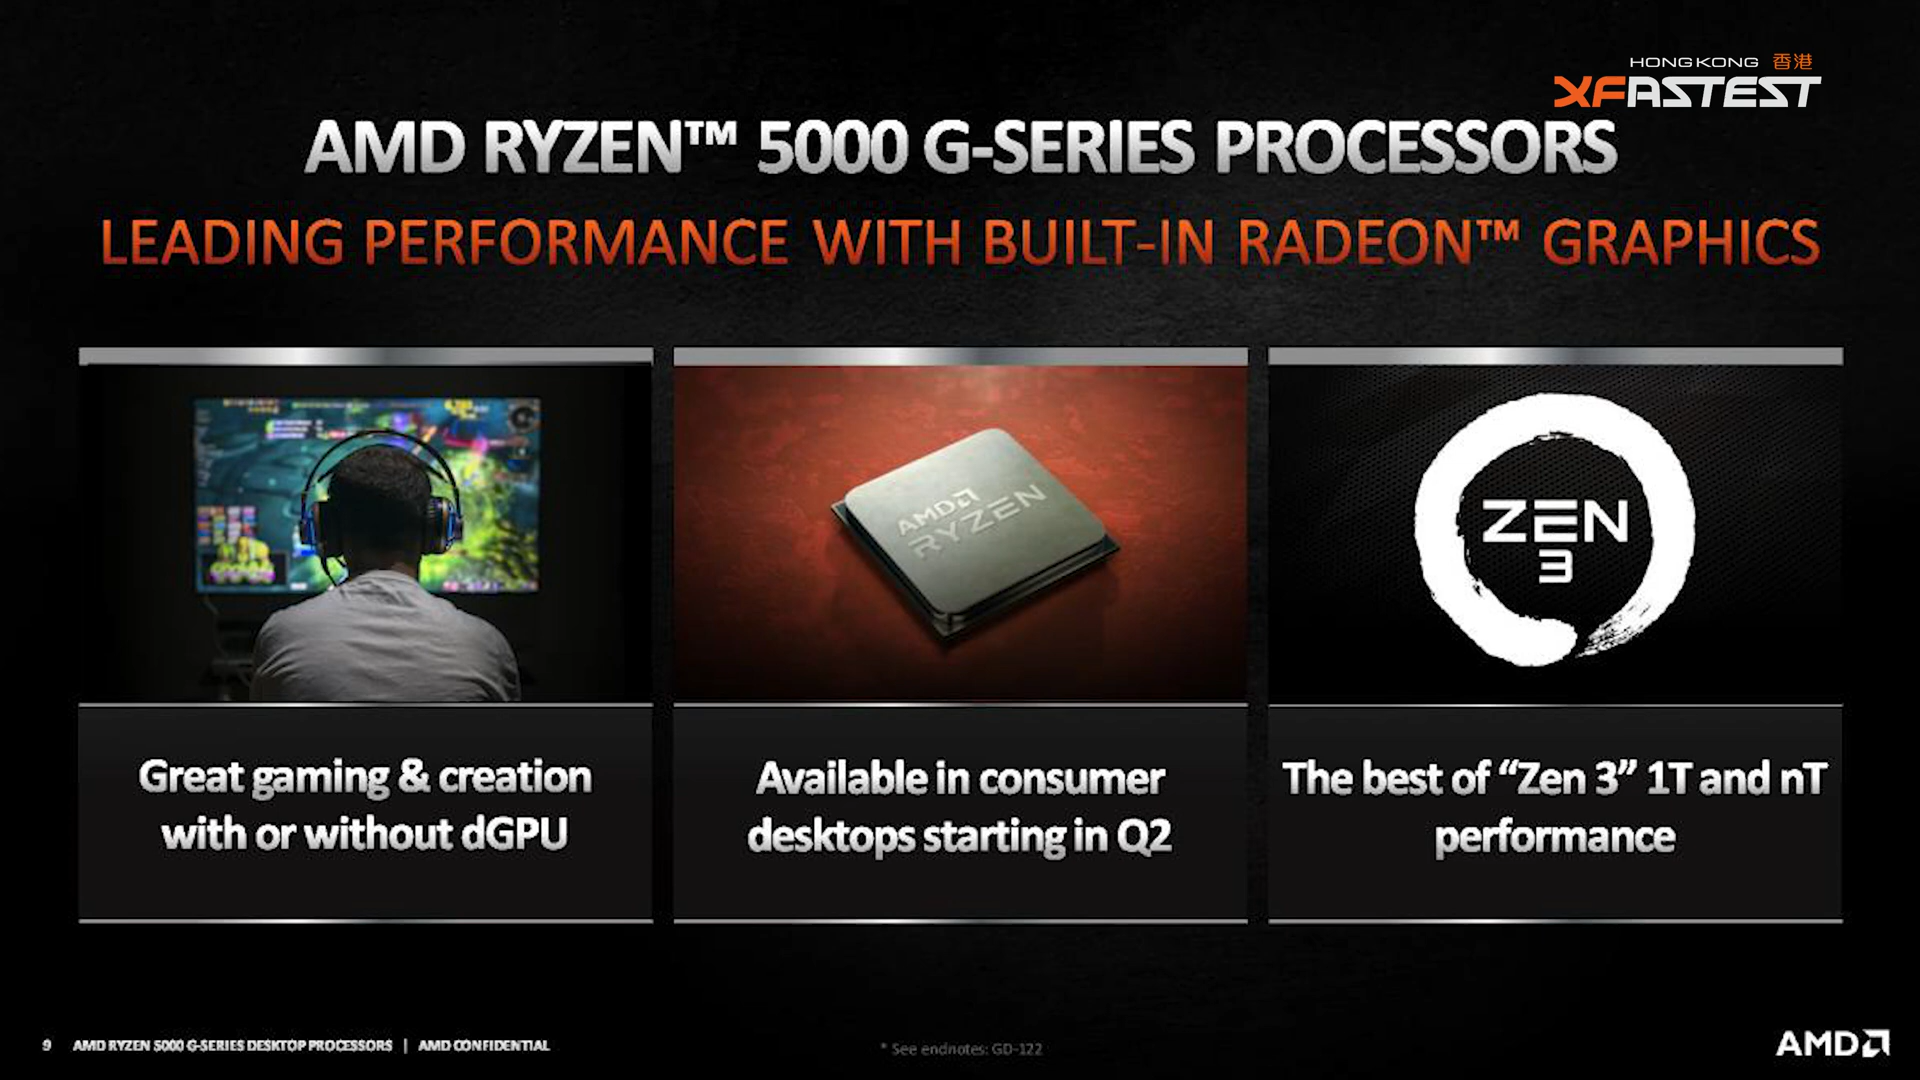 HONG KONG 香港
XFASTEST
AMD RYZEN™ 5000 G-SERIES PROCESSORS
LEADING PERFORMANCE WITH BUILT-IN RADEON™ GRAPHICS
AMD
RYZEN
ZEN
3
Great gaming & creation
with or without dGPU
Available in consumer
desktops starting in Q2
The best of “Zen 3” 1T and nT
performance
9 AMD RYZEN 5000 G-SERIES DESKTOP PROCESSORS | AMD CONFIDENTIAL
* See endnotes: GD-122
AMD